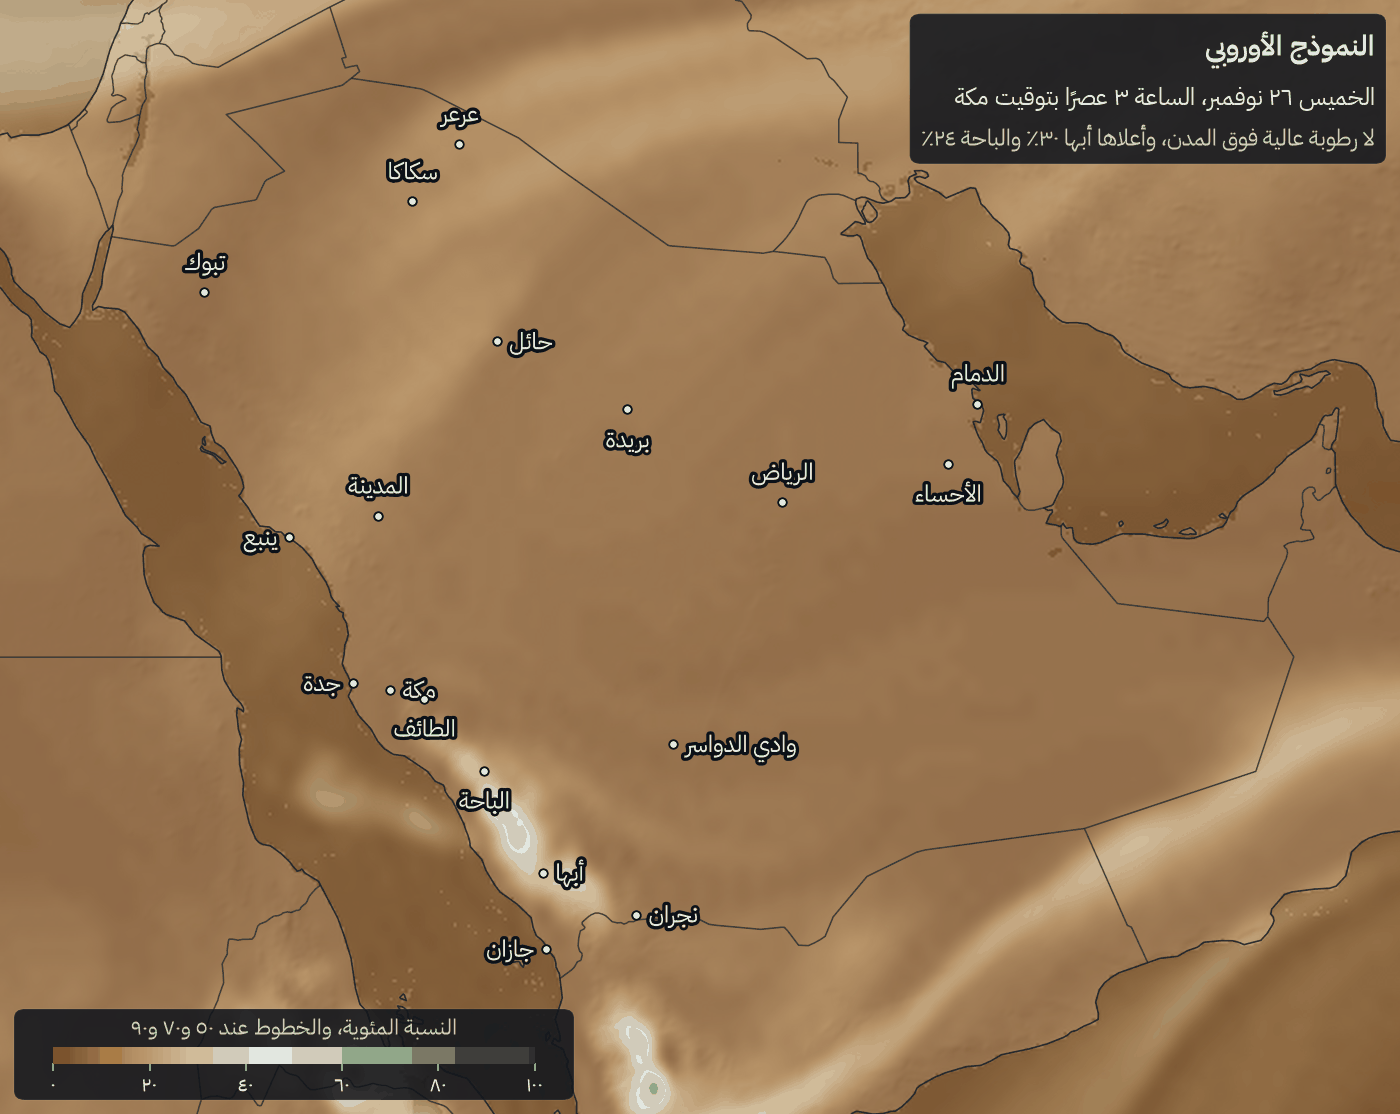 النموذج الأوروبي
الخميس ٢٦ نوفمبر، الساعة ٣ عصرًا بتوقيت مكة
لا رطوبة عالية فوق المدن، وأعلاها أبها ٣٠٪ والباحة ٢٤٪
عرعر
سكاكا
تبوك
حائل
الدمام
بريدة
الرياض
المدينة
الأحساء
ينبع
جدة
مكة
الطائف
وادي الدواسر
الباحة
أبها
نجران
جازان
النسبة المئوية، والخطوط عند ٥٠ و٧٠ و٩٠
٠ ٢٠ ٤٠ ٦٠ ٨٠ ١٠٠